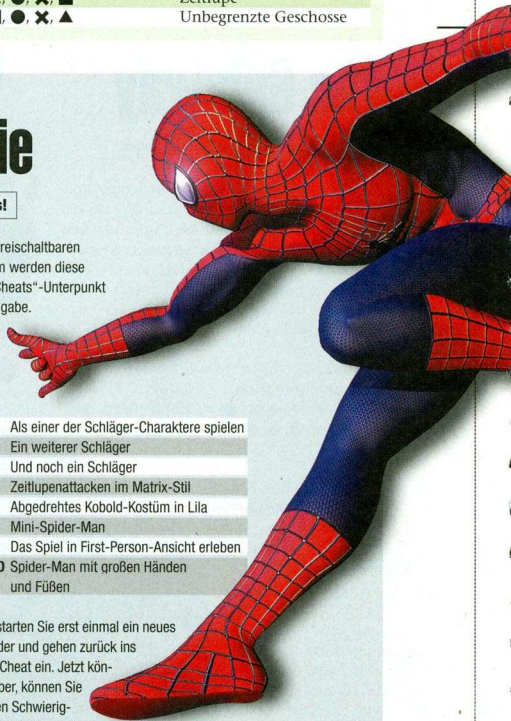 Zeitlupe
●, ✖, ▲ Unbegrenzte Geschosse
ie
s!
reischaltbaren
werden diese
Cheats“-Unterpunkt
gabe.
Als einer der Schläger-Charaktere spielen
Ein weiterer Schläger
Und noch ein Schläger
Zeitlupenattacken im Matrix-Stil
Abgedrehtes Kobold-Kostüm in Lila
Mini-Spider-Man
Das Spiel in First-Person-Ansicht erleben
Spider-Man mit großen Händen
und Füßen
starten Sie erst einmal ein neues
der und gehen zurück ins
Cheat ein. Jetzt kön-
ber, können Sie
en Schwierig-